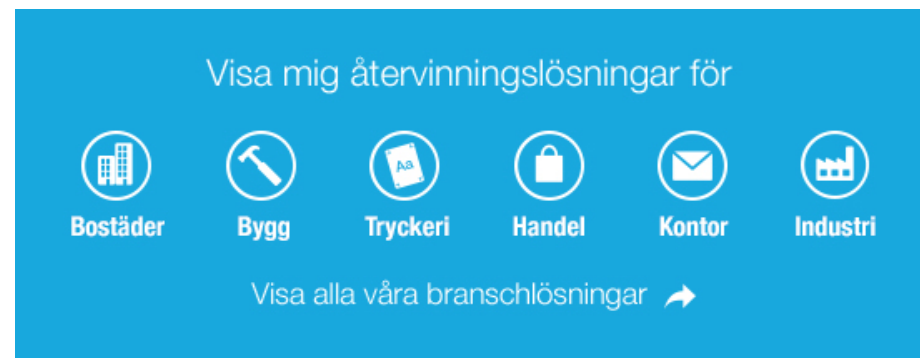 Visa mig återvinningslösningar för
Aa
Bostäder Bygg Tryckeri Handel Kontor Industri
Visa alla våra branschlösningar